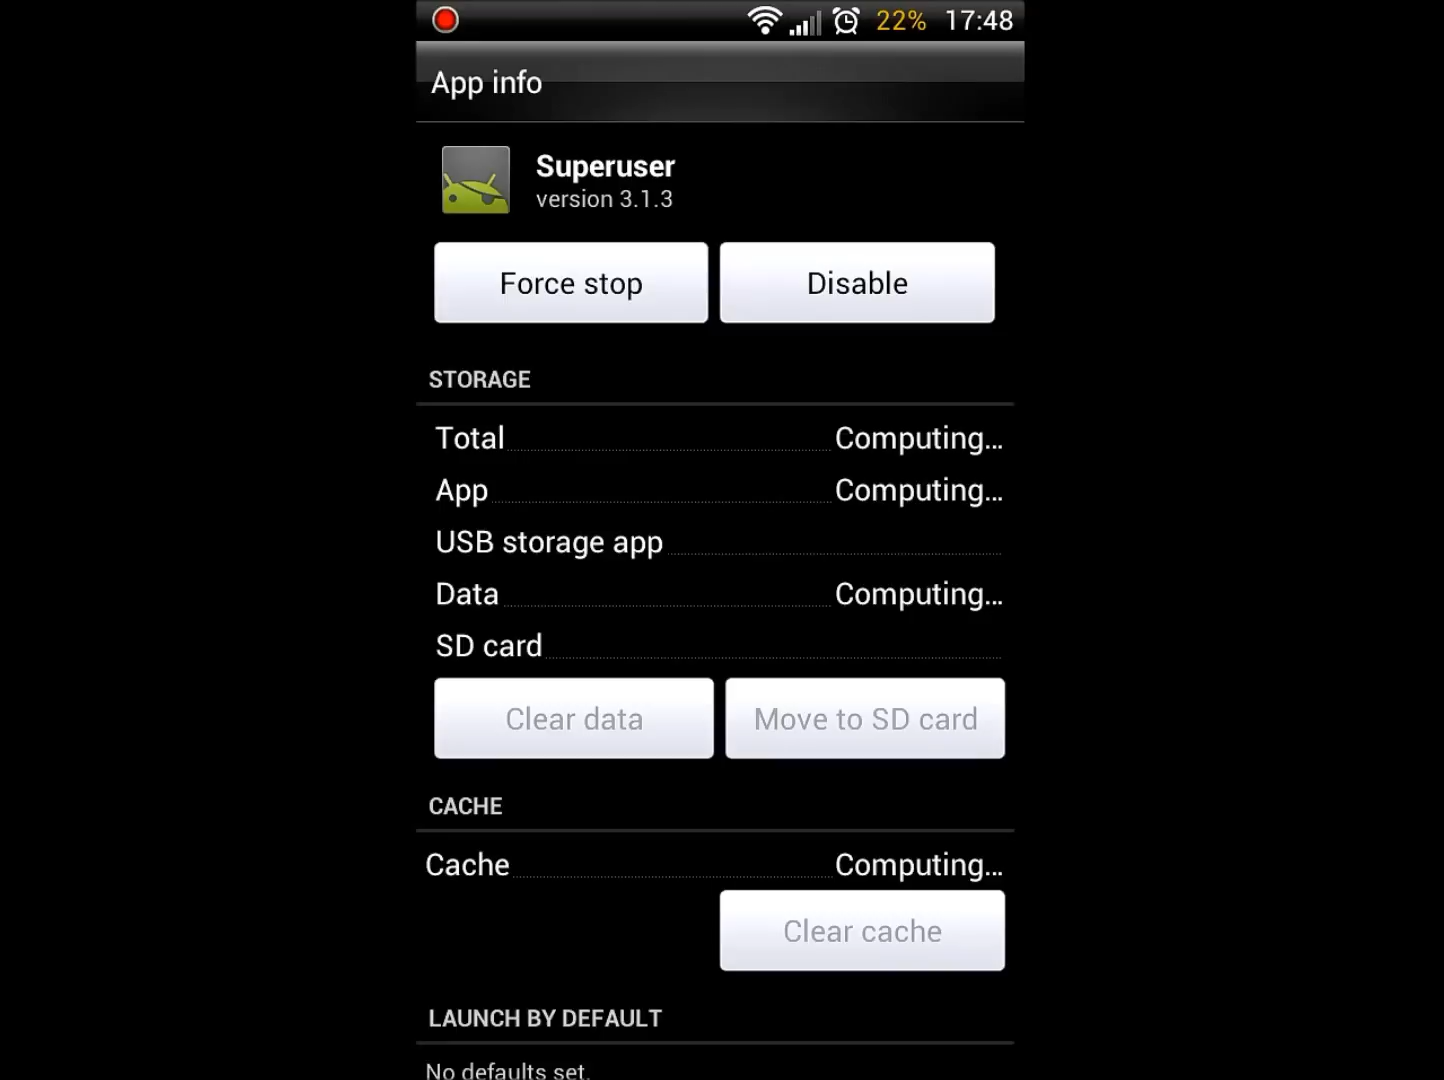 22% 17:48
App info
Superuser
version 3.1.3
Force stop Disable
STORAGE
Total Computing...
App Computing...
USB storage app
Data Computing...
SD card
Clear data Move to SD card
CACHE
Cache Computing...
Clear cache
LAUNCH BY DEFAULT
No defaults set.